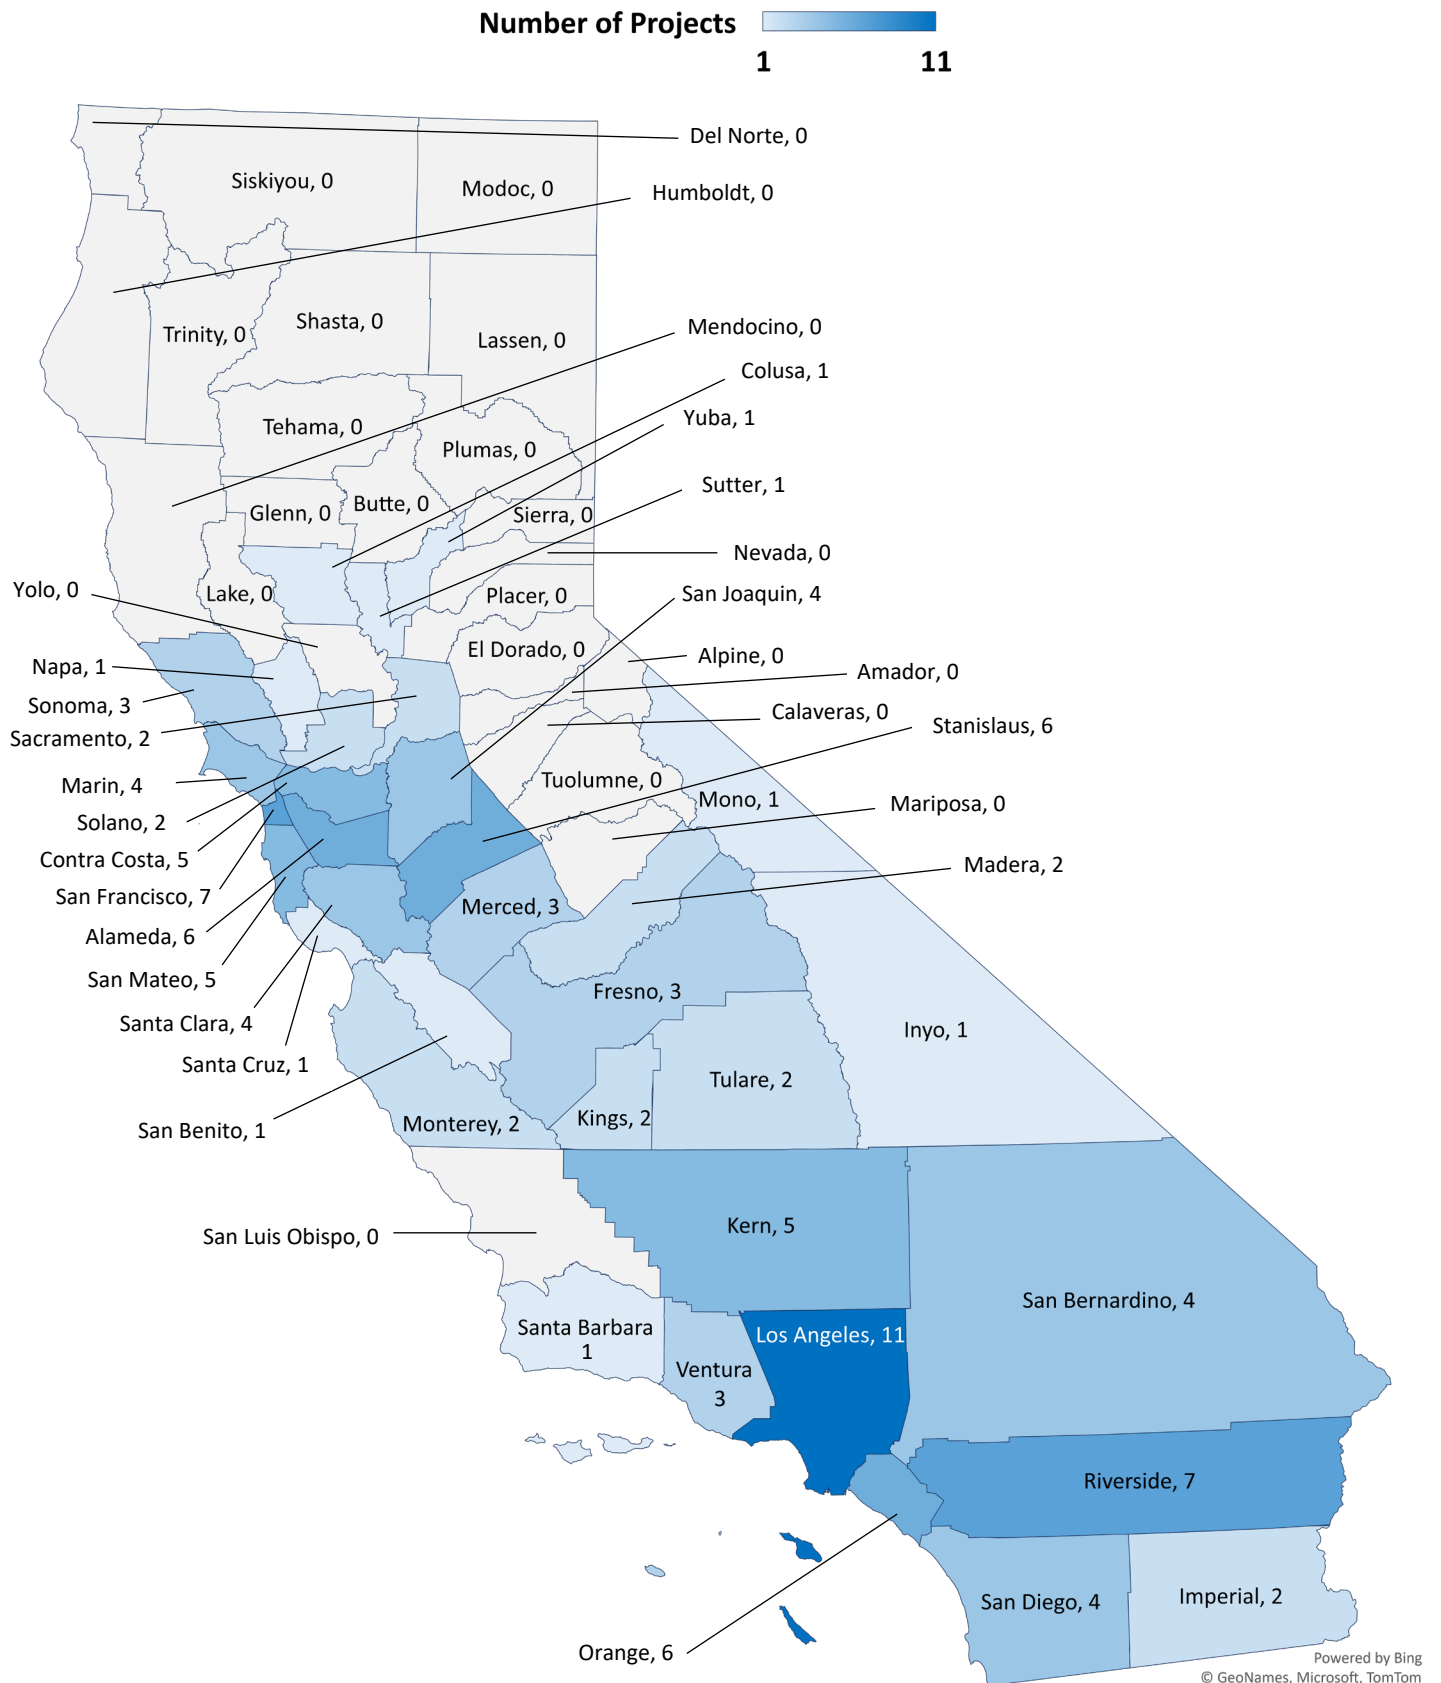 Number of Projects
1 11
Del Norte, 0
Siskiyou, 0
Modoc, 0
Humboldt, 0
Shasta, 0
Trinity, 0
Lassen, 0
Mendocino, 0
Colusa, 1
Yuba, 1
Tehama, 0
Plumas, 0
Sutter, 1
Butte, 0
Glenn, 0
Sierra, 0
Nevada, 0
Yolo, 0
Lake, 0
Placer, 0
San Joaquin, 4
El Dorado, 0
Alpine, 0
Napa, 1
Amador, 0
Sonoma, 3
Calaveras, 0
Stanislaus, 6
Sacramento, 2
Marin, 4
Tuolumne, 0
Mono, 1
Mariposa, 0
Solano, 2
Contra Costa, 5
Madera, 2
San Francisco, 7
Merced, 3
Alameda, 6
San Mateo, 5
Fresno, 3
Santa Clara, 4
Inyo, 1
Santa Cruz, 1
Tulare, 2
San Benito, 1
Monterey, 2
Kings, 2
San Luis Obispo, 0
Kern, 5
San Bernardino, 4
Santa Barbara
1
Los Angeles, 11
Ventura
3
Riverside, 7
San Diego, 4
Imperial, 2
Orange, 6
Powered by Bing
© GeoNames, Microsoft, TomTom